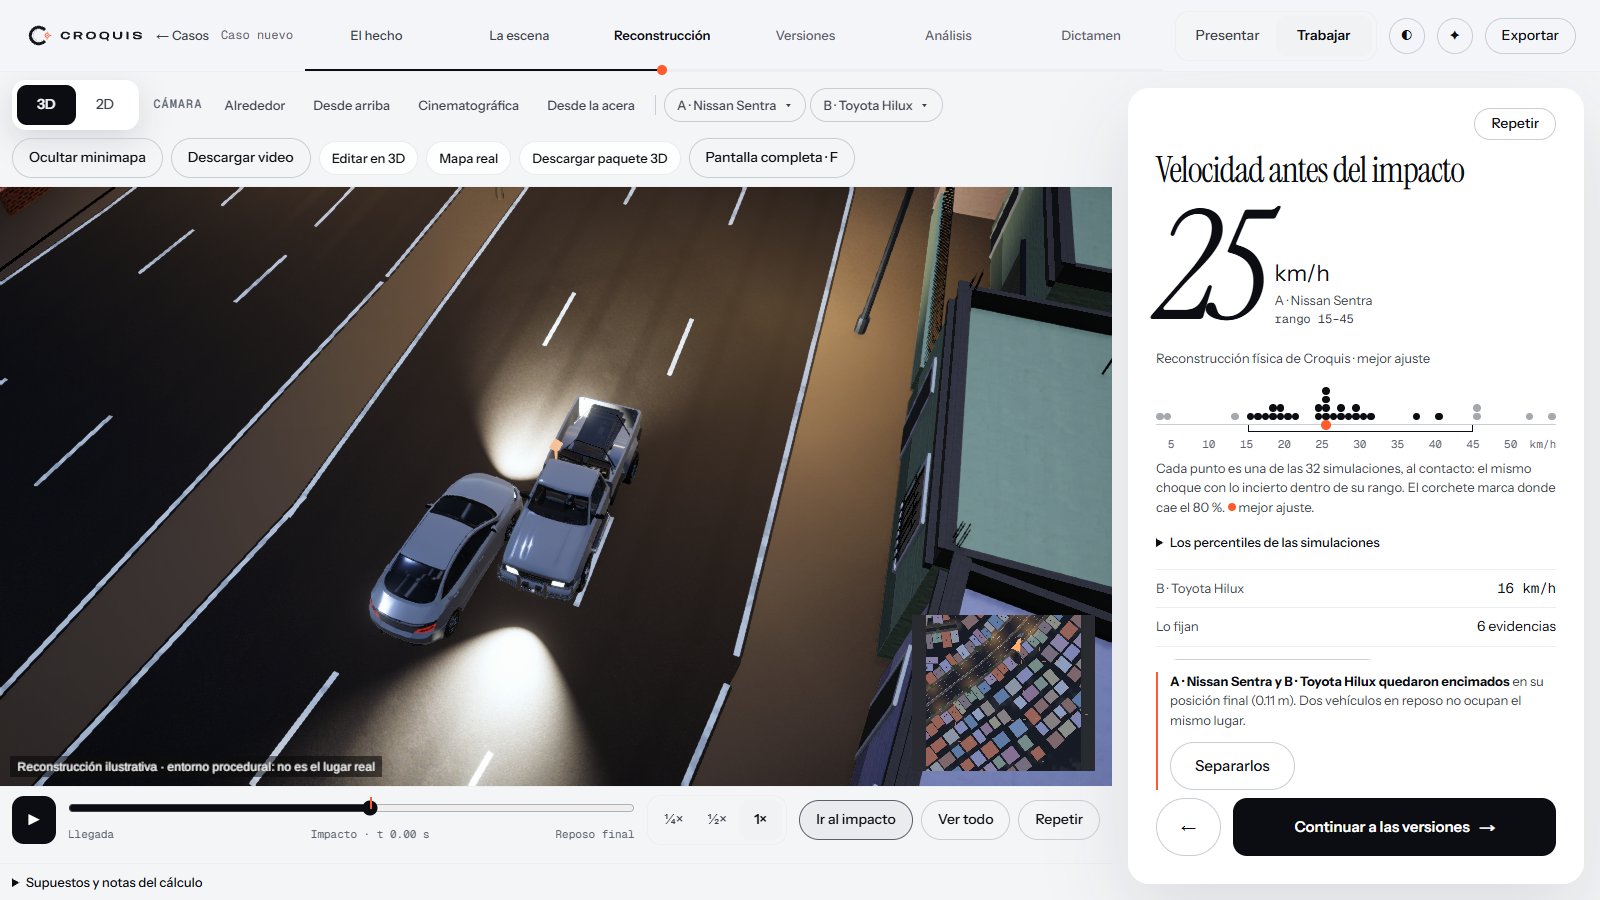 CROQUIS
← Casos
Caso nuevo
El hecho
La escena
Reconstrucción
Versiones
Análisis
Dictamen
Presentar
Trabajar
Exportar
3D
2D
CÁMARA
Alrededor
Desde arriba
Cinematográfica
Desde la acera
A · Nissan Sentra
B · Toyota Hilux
Ocultar minimapa
Descargar video
Editar en 3D
Mapa real
Descargar paquete 3D
Pantalla completa · F
Reconstrucción ilustrativa - entorno procedural: no es el lugar real
Llegada
Impacto · t 0.00 s
Reposo final
¼×
½×
1×
Ir al impacto
Ver todo
Repetir
Supuestos y notas del cálculo
Repetir
Velocidad antes del impacto
25
km/h
A · Nissan Sentra
rango 15–45
Reconstrucción física de Croquis · mejor ajuste
5 10 15 20 25 30 35 40 45 50 km/h
Cada punto es una de las 32 simulaciones, al contacto: el mismo
choque con lo incierto dentro de su rango. El corchete marca donde
cae el 80 %. mejor ajuste.
Los percentiles de las simulaciones
B · Toyota Hilux 16 km/h
Lo fijan 6 evidencias
A · Nissan Sentra y B · Toyota Hilux quedaron encimados en su
posición final (0.11 m). Dos vehículos en reposo no ocupan el
mismo lugar.
Separarlos
←
Continuar a las versiones →